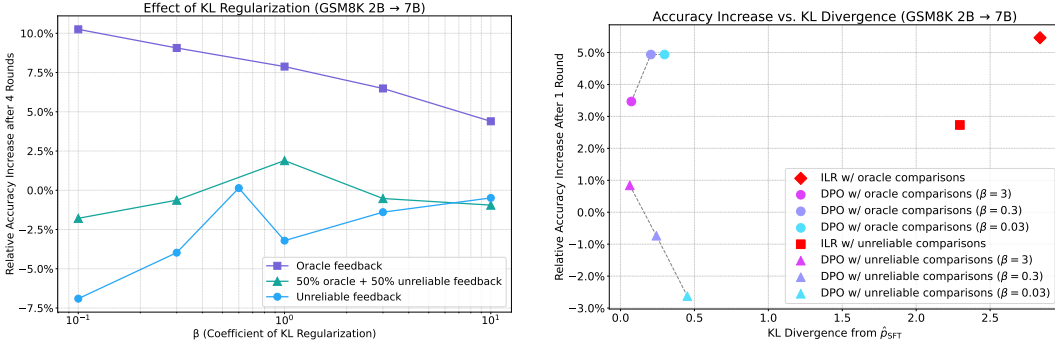 Effect of KL Regularization (GSM8K 2B → 7B)
Relative Accuracy Increase after 4 Rounds
10.0%
7.5%
5.0%
2.5%
0.0%
−2.5%
−5.0%
−7.5%
Oracle feedback
50% oracle + 50% unreliable feedback
Unreliable feedback
10⁻¹
10⁰
10¹
β (Coefficient of KL Regularization)
Accuracy Increase vs. KL Divergence (GSM8K 2B → 7B)
Relative Accuracy Increase After 1 Round
5.0%
4.0%
3.0%
2.0%
1.0%
0.0%
−1.0%
−2.0%
−3.0%
ILR w/ oracle comparisons
DPO w/ oracle comparisons (β = 3)
DPO w/ oracle comparisons (β = 0.3)
DPO w/ oracle comparisons (β = 0.03)
ILR w/ unreliable comparisons
DPO w/ unreliable comparisons (β = 3)
DPO w/ unreliable comparisons (β = 0.3)
DPO w/ unreliable comparisons (β = 0.03)
0.0
0.5
1.0
1.5
2.0
2.5
KL Divergence from p̂SFT